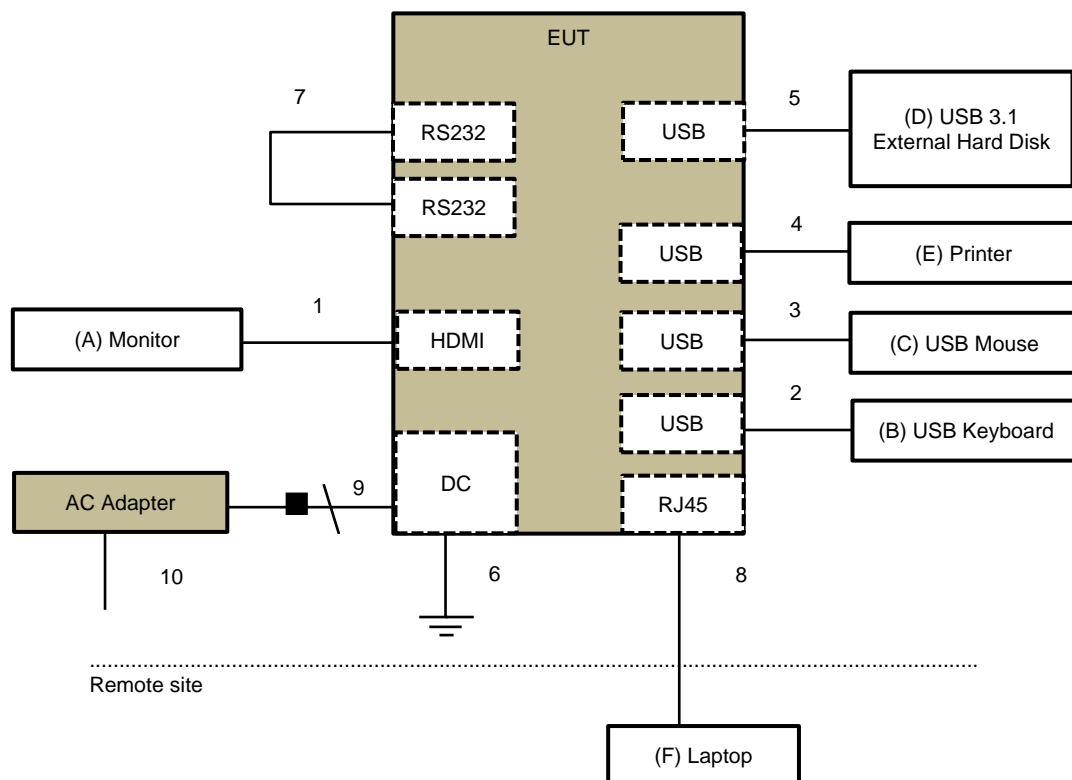 EUT
7
5
RS232
USB
(D) USB 3.1
External Hard Disk
RS232
4
USB
(E) Printer
1
3
(A) Monitor
HDMI
USB
(C) USB Mouse
2
USB
(B) USB Keyboard
9
DC
AC Adapter
RJ45
10
6
8
Remote site
(F) Laptop